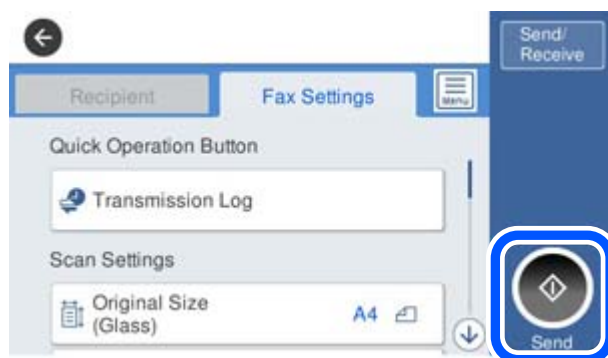 Send/
Receive
Recipient
Fax Settings
Menu
Quick Operation Button
Transmission Log
Scan Settings
Original Size
(Glass)
A4
Send